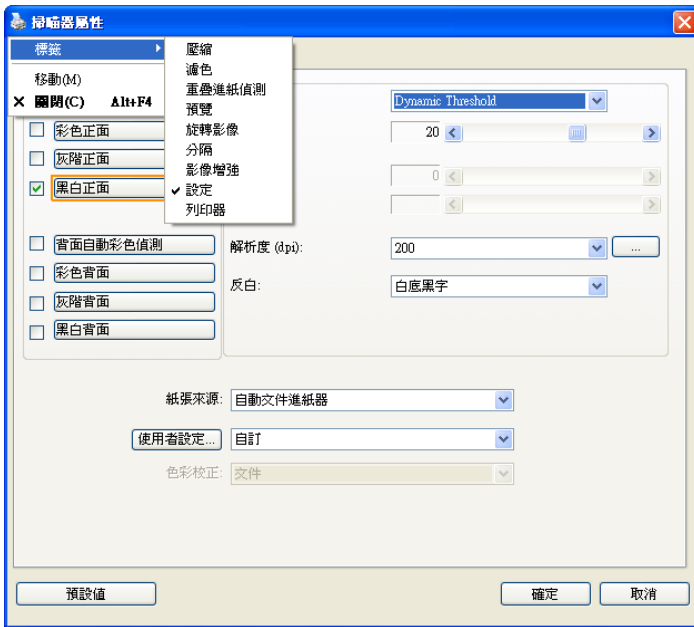 掃瞄器屬性
標籤
移動(M)
關閉(C) Alt+F4
壓縮
濾色
重疊進紙偵測
預覽
旋轉影像
分隔
影像增強
設定
列印器
Dynamic Threshold
彩色正面
20
灰階正面
黑白正面
0
背面自動彩色偵測
解析度 (dpi):
200
...
彩色背面
反白:
白底黑字
灰階背面
黑白背面
紙張來源:
自動文件進紙器
使用者設定...
自訂
色彩校正:
文件
預設值
確定
取消